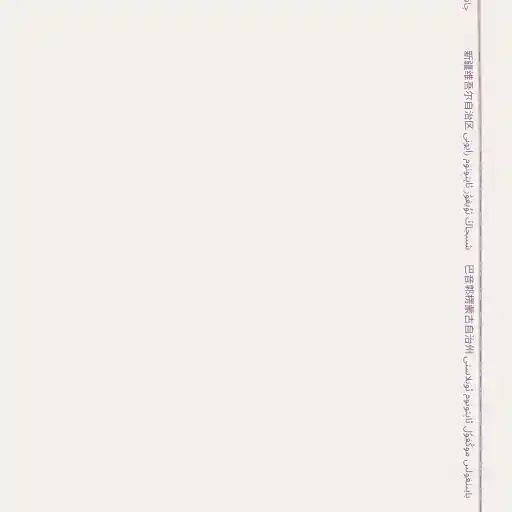 新疆维吾尔自治区 شىنجاڭ ئۇيغۇر ئاپتونوم رايونى
巴音郭楞蒙古自治州 بايىنغولىن موڭغۇل ئاپتونوم ئوبلاستى